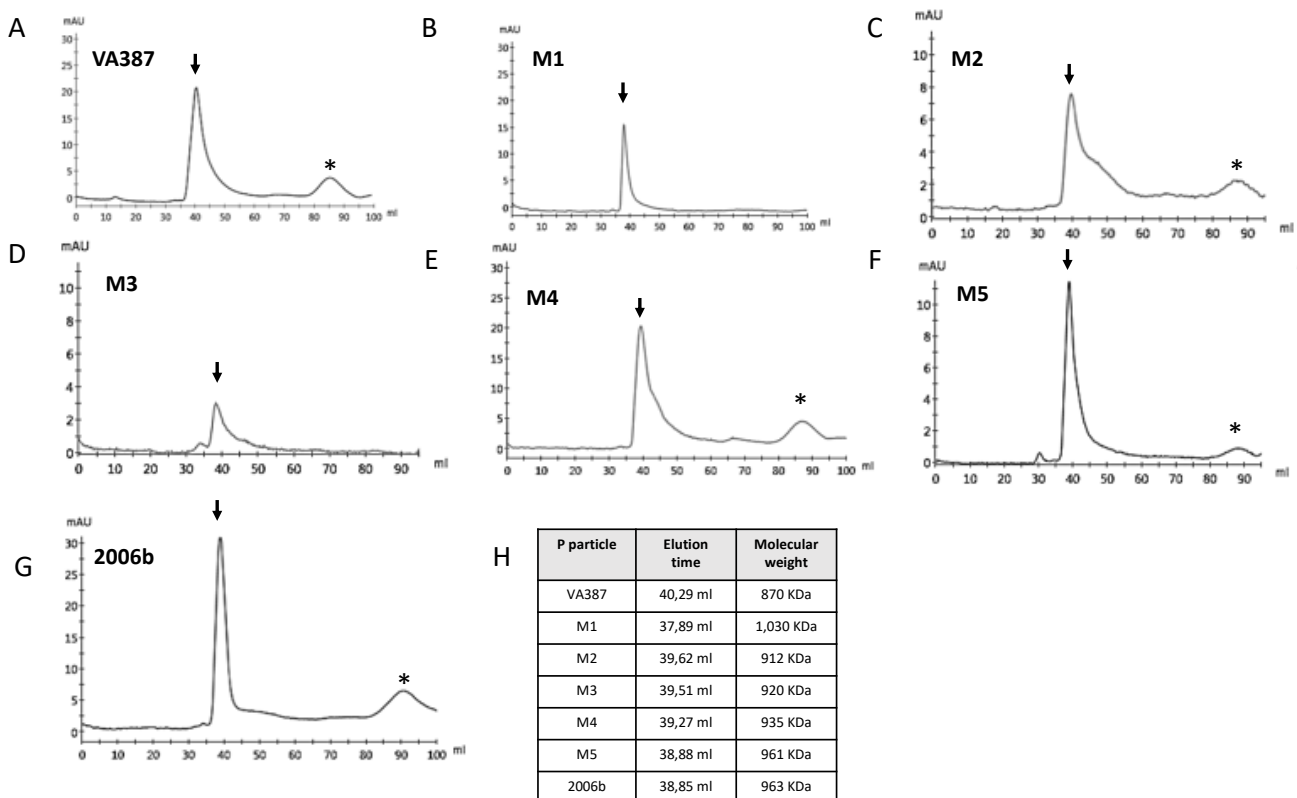 A
mAU
VA387
30
25
20
15
10
5
0
*
0 10 20 30 40 50 60 70 80 90 100 ml
B
mAU
M1
30
25
20
15
10
5
0
0 10 20 30 40 50 60 70 80 90 100 ml
C
mAU
M2
10
8
6
4
2
0
*
0 10 20 30 40 50 60 70 80 90 ml
D
mAU
M3
10
8
6
4
2
0
0 10 20 30 40 50 60 70 80 90 ml
E
mAU
M4
30
25
20
15
10
5
0
*
0 10 20 30 40 50 60 70 80 90 100 ml
F
mAU
M5
10
8
6
4
2
0
*
0 10 20 30 40 50 60 70 80 90 ml
G
mAU
2006b
30
25
20
15
10
5
0
*
0 10 20 30 40 50 60 70 80 90 100 ml
H
P particle Elution time Molecular weight
VA387 40,29 ml 870 KDa
M1 37,89 ml 1,030 KDa
M2 39,62 ml 912 KDa
M3 39,51 ml 920 KDa
M4 39,27 ml 935 KDa
M5 38,88 ml 961 KDa
2006b 38,85 ml 963 KDa